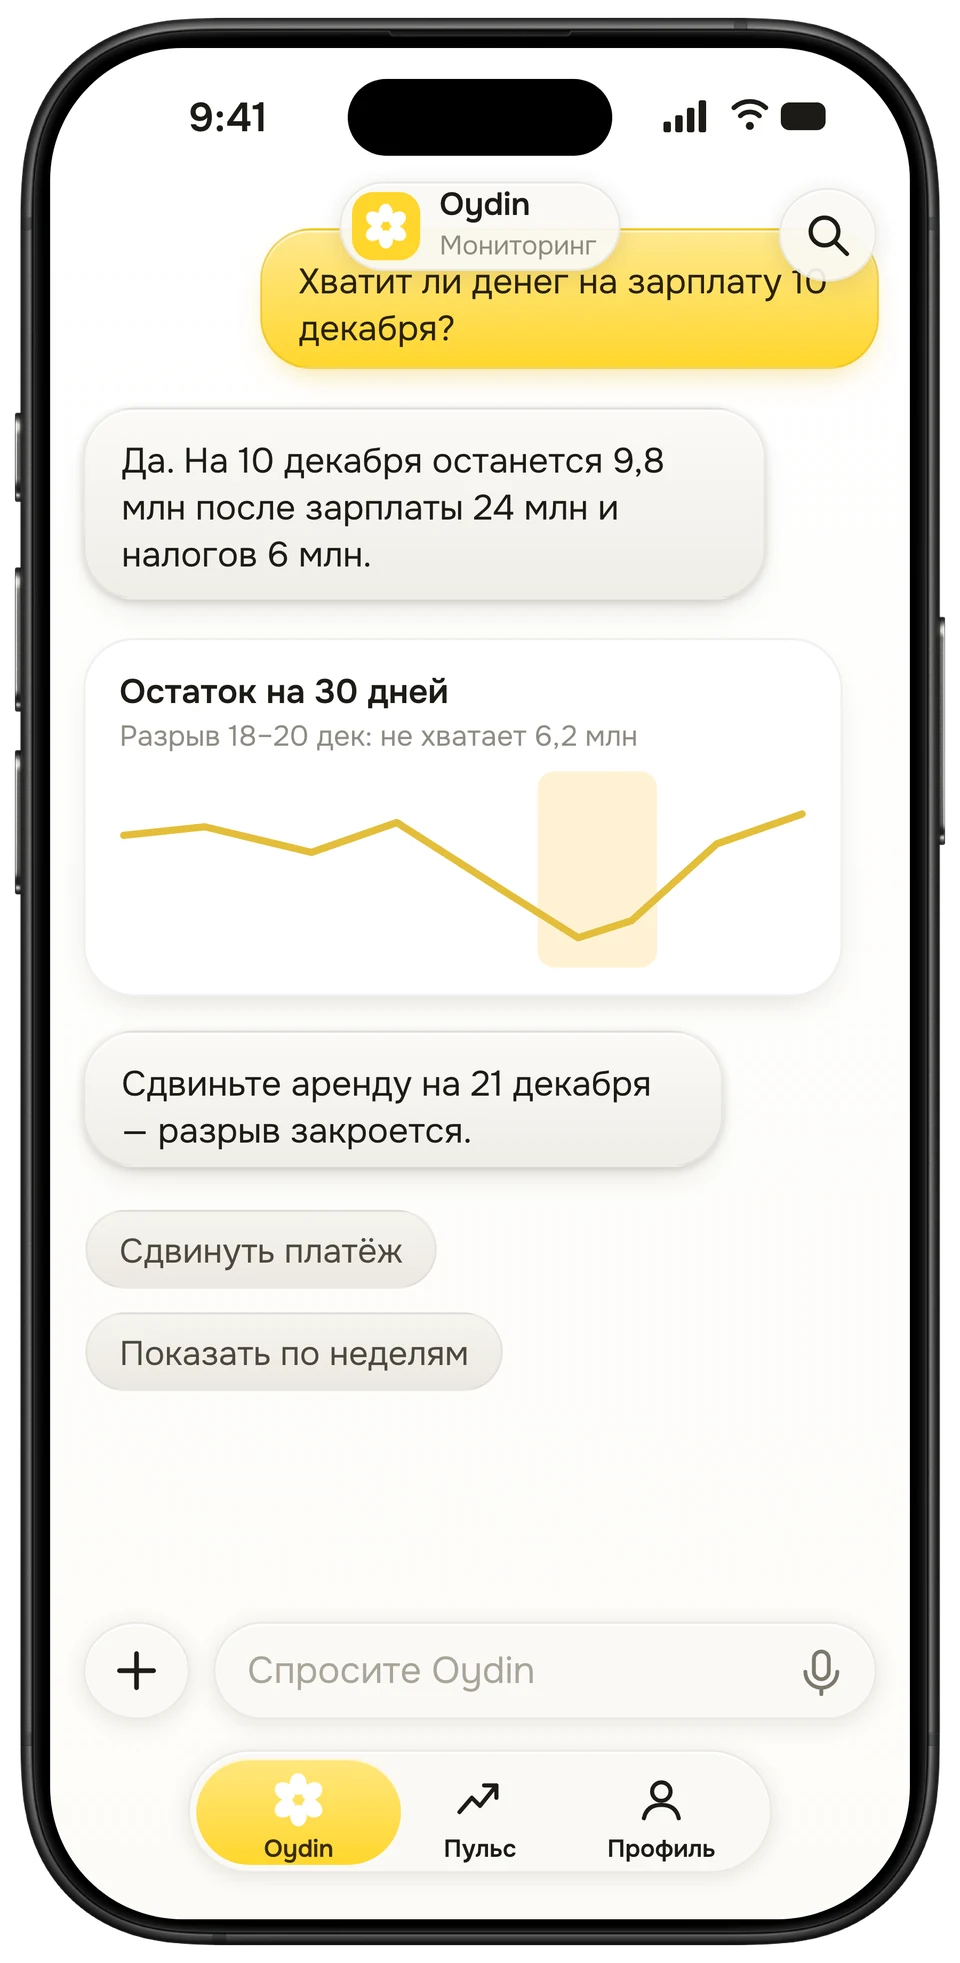 9:41
Oydin
Мониторинг
Хватит ли денег на зарплату 10
декабря?
Да. На 10 декабря останется 9,8
млн после зарплаты 24 млн и
налогов 6 млн.
Остаток на 30 дней
Разрыв 18–20 дек: не хватает 6,2 млн
Сдвиньте аренду на 21 декабря
— разрыв закроется.
Сдвинуть платёж
Показать по неделям
Спросите Oydin
Oydin
Пульс
Профиль